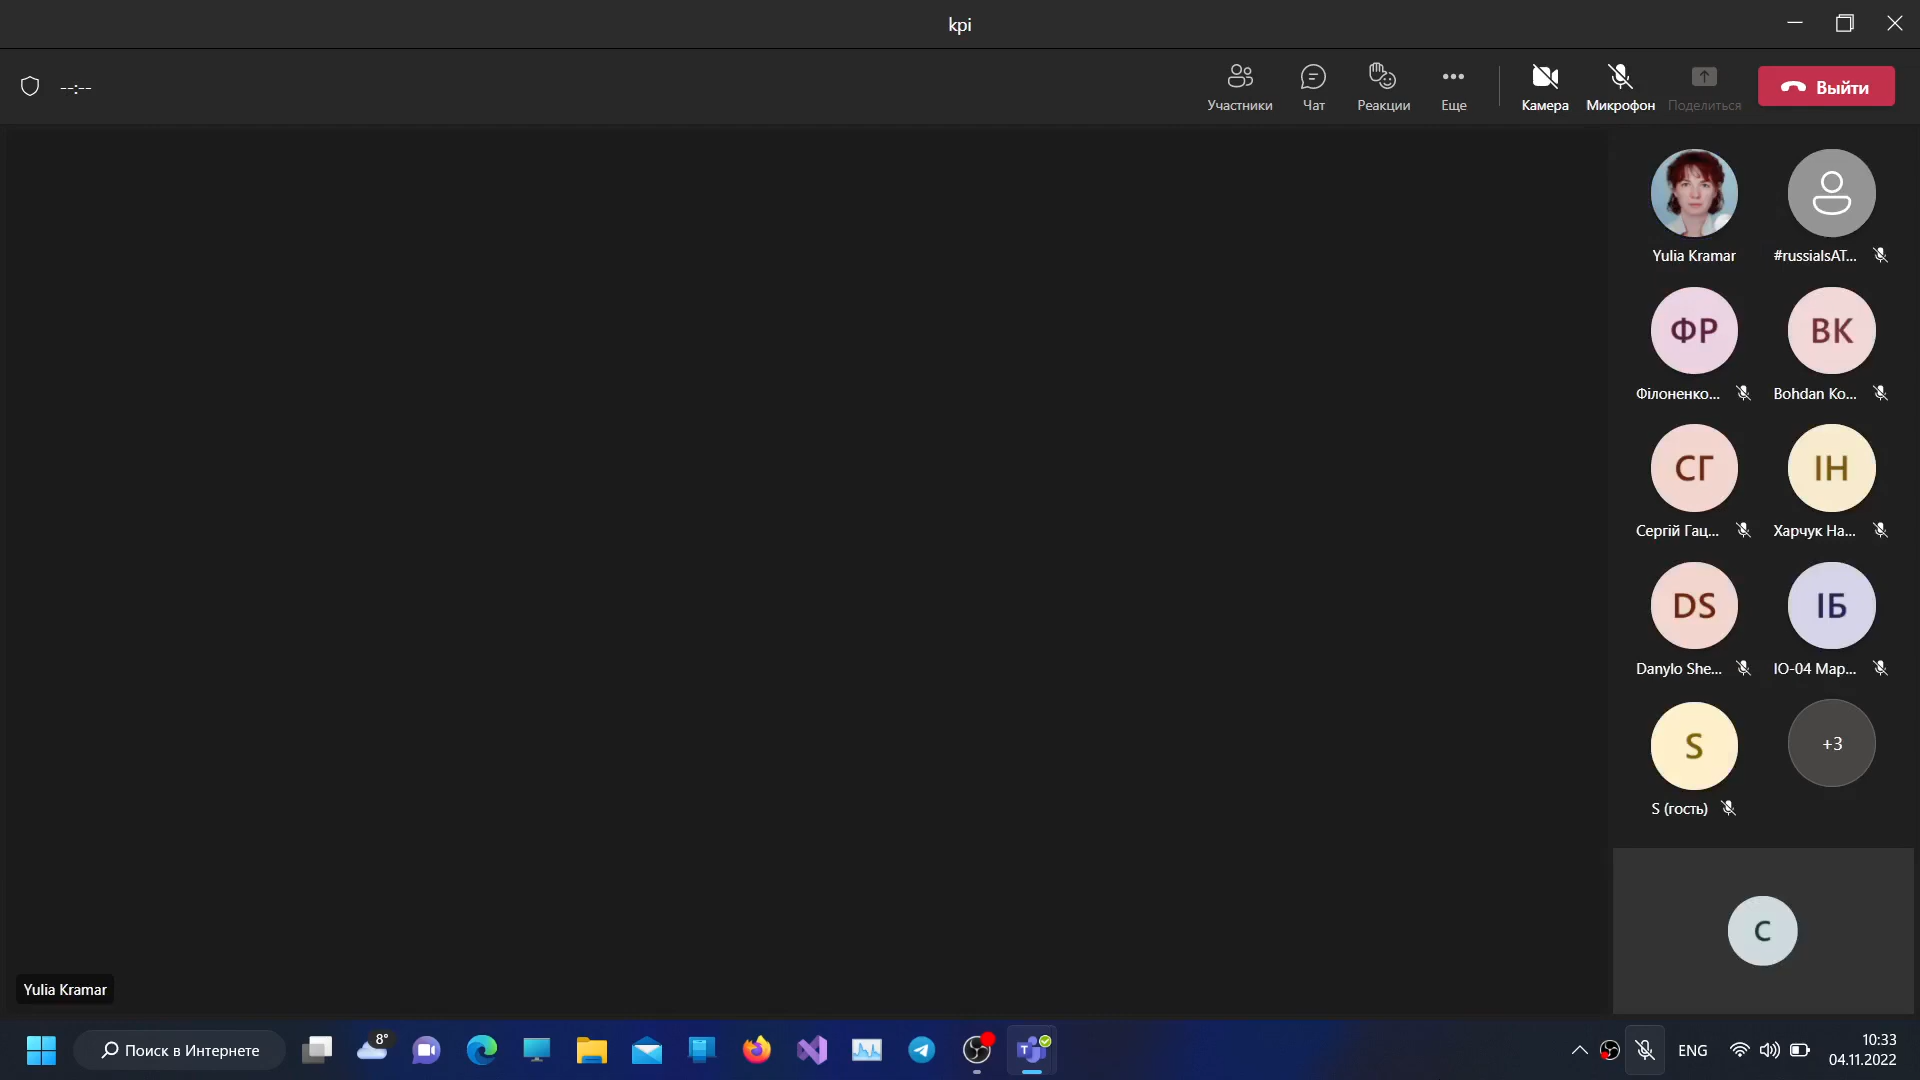 kpi
--:--
Участники
Чат
Реакции
Еще
Камера
Микрофон
Поделиться
Выйти
Yulia Kramar
#russiaIsAT...
ФР
ВК
Філоненко...
Bohdan Ko...
СГ
ІН
Сергій Гац...
Харчук На...
DS
ІБ
Danylo She...
ІО-04 Мар...
S
+3
S (гость)
C
Yulia Kramar
Поиск в Интернете
8°
ENG
10:33
04.11.2022